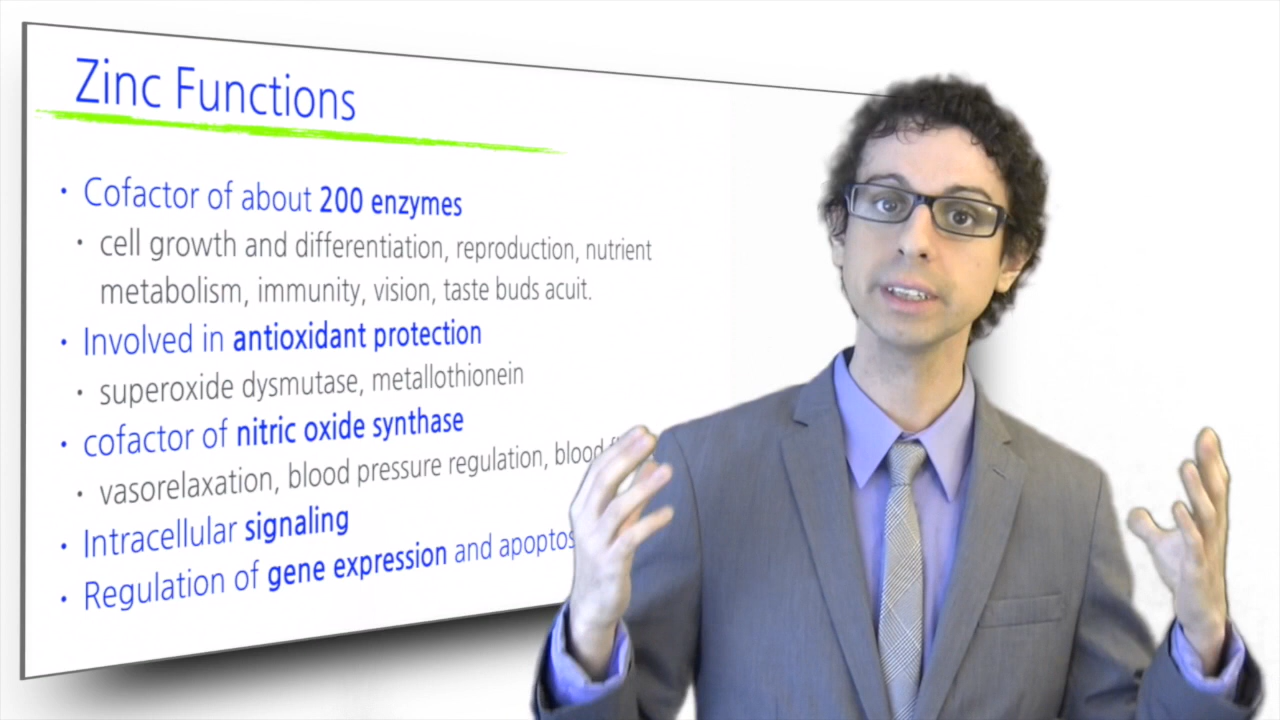 Zinc Functions
• Cofactor of about 200 enzymes
• cell growth and differentiation, reproduction, nutrient
metabolism, immunity, vision, taste buds acuit.
• Involved in antioxidant protection
• superoxide dysmutase, metallothionein
• cofactor of nitric oxide synthase
• vasorelaxation, blood pressure regulation, blood
• Intracellular signaling
• Regulation of gene expression and